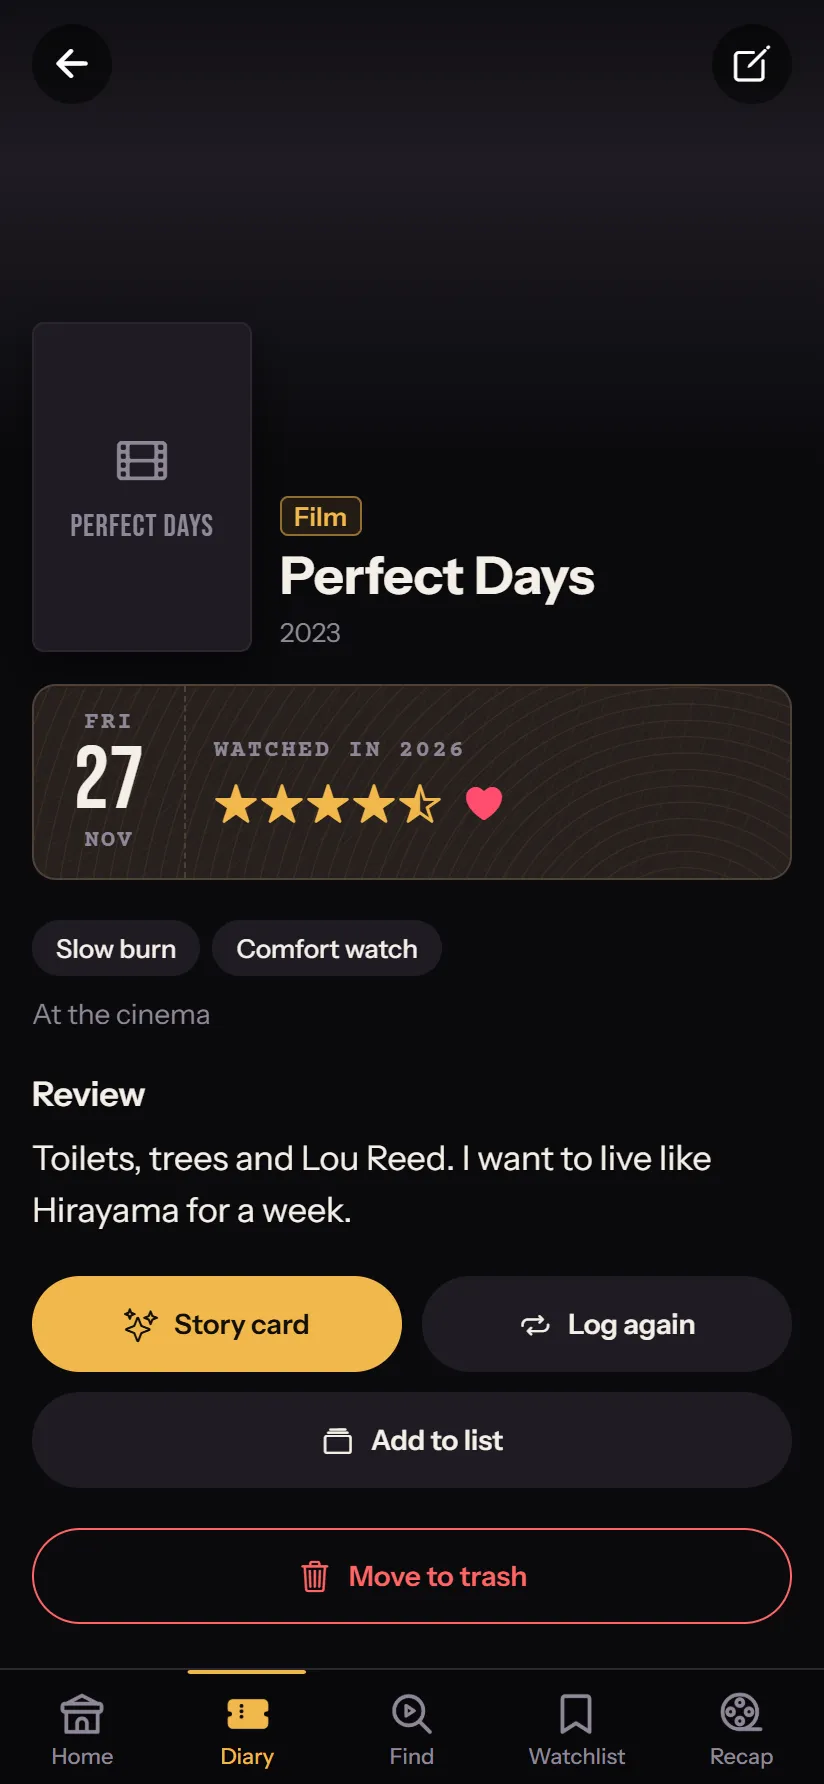 PERFECT DAYS
Film
Perfect Days
2023
FRI
27
NOV
WATCHED IN 2026
Slow burn
Comfort watch
At the cinema
Review
Toilets, trees and Lou Reed. I want to live like
Hirayama for a week.
Story card
Log again
Add to list
Move to trash
Home
Diary
Find
Watchlist
Recap